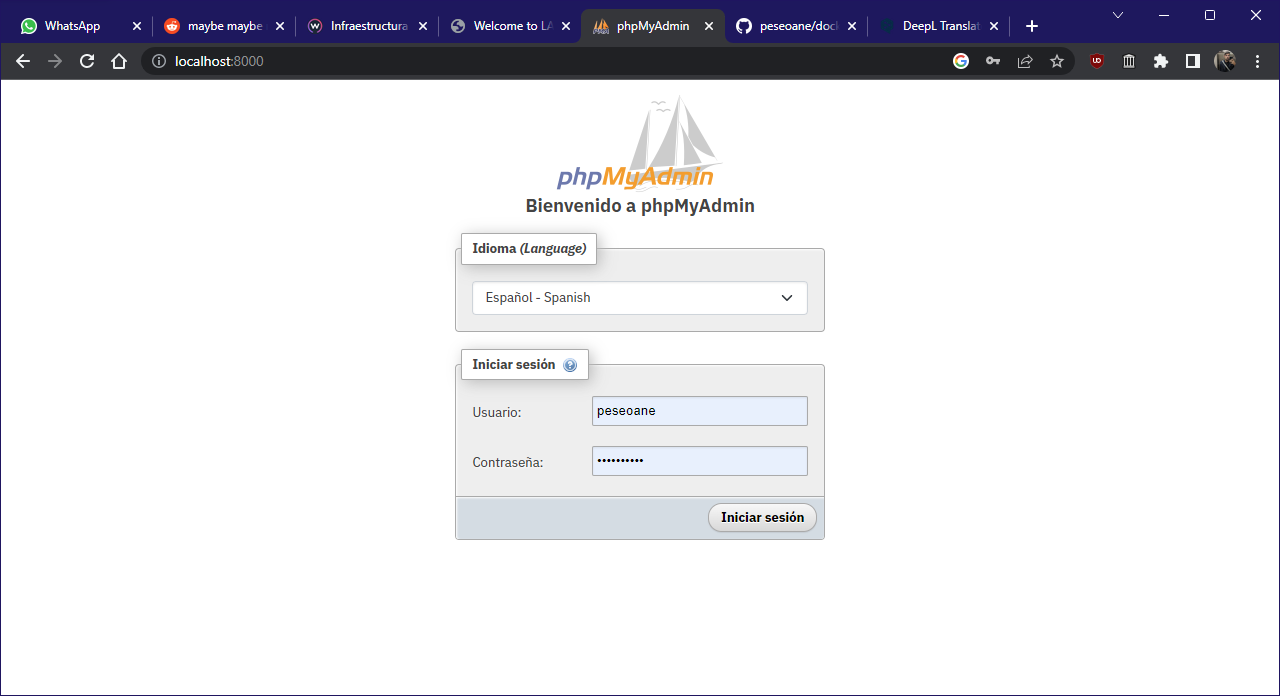 WhatsApp
maybe maybe
Infraestructura
Welcome to LA
phpMyAdmin
peseoane/doc
DeepL Translat
localhost:8000
phpMyAdmin
Bienvenido a phpMyAdmin
Idioma (Language)
Español - Spanish
Iniciar sesión
Usuario:
peseoane
Contraseña:
••••••••••
Iniciar sesión